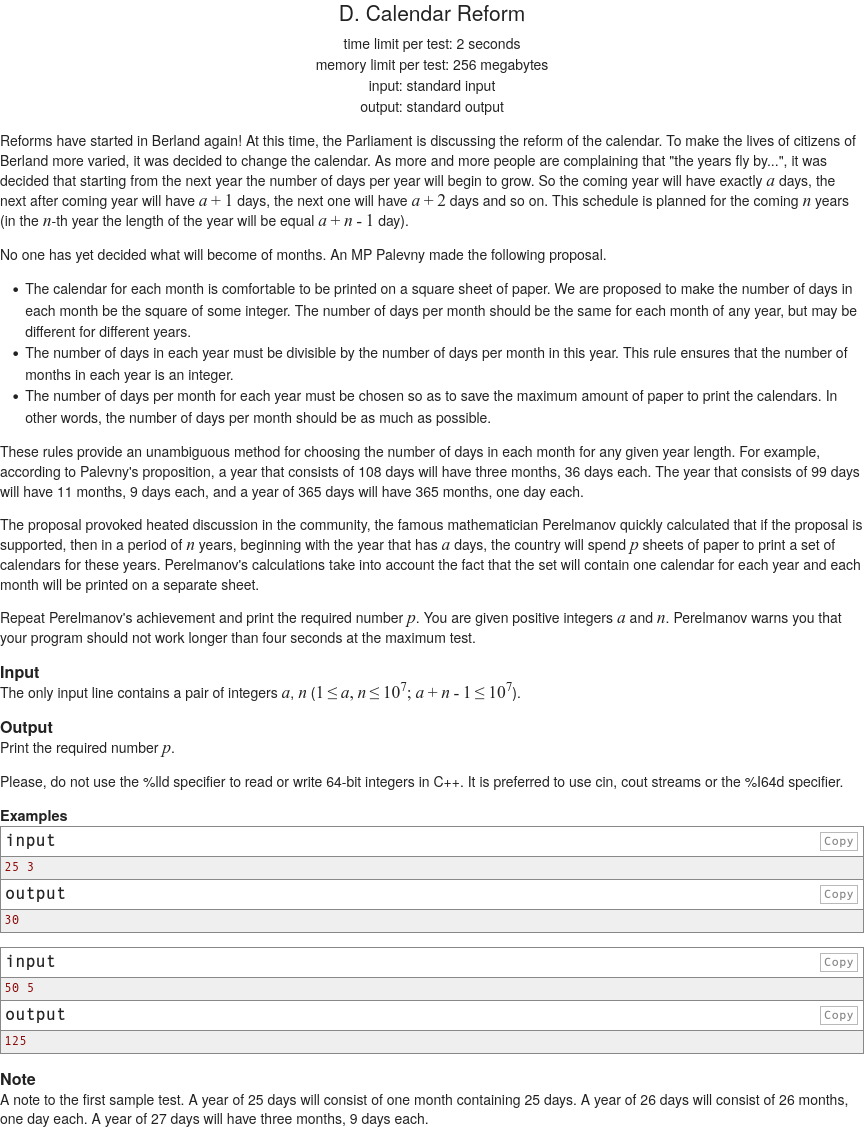 D. Calendar Reform
time limit per test: 2 seconds
memory limit per test: 256 megabytes
input: standard input
output: standard output
Reforms have started in Berland again! At this time, the Parliament is discussing the reform of the calendar. To make the lives of citizens of
Berland more varied, it was decided to change the calendar. As more and more people are complaining that "the years fly by...", it was
decided that starting from the next year the number of days per year will begin to grow. So the coming year will have exactly a days, the
next after coming year will have a + 1 days, the next one will have a + 2 days and so on. This schedule is planned for the coming n years
(in the n-th year the length of the year will be equal a + n - 1 day).
No one has yet decided what will become of months. An MP Palevny made the following proposal.
• The calendar for each month is comfortable to be printed on a square sheet of paper. We are proposed to make the number of days in
each month be the square of some integer. The number of days per month should be the same for each month of any year, but may be
different for different years.
• The number of days in each year must be divisible by the number of days per month in this year. This rule ensures that the number of
months in each year is an integer.
• The number of days per month for each year must be chosen so as to save the maximum amount of paper to print the calendars. In
other words, the number of days per month should be as much as possible.
These rules provide an unambiguous method for choosing the number of days in each month for any given year length. For example,
according to Palevny's proposition, a year that consists of 108 days will have three months, 36 days each. The year that consists of 99 days
will have 11 months, 9 days each, and a year of 365 days will have 365 months, one day each.
The proposal provoked heated discussion in the community, the famous mathematician Perelmanov quickly calculated that if the proposal is
supported, then in a period of n years, beginning with the year that has a days, the country will spend p sheets of paper to print a set of
calendars for these years. Perelmanov's calculations take into account the fact that the set will contain one calendar for each year and each
month will be printed on a separate sheet.
Repeat Perelmanov's achievement and print the required number p. You are given positive integers a and n. Perelmanov warns you that
your program should not work longer than four seconds at the maximum test.
Input
The only input line contains a pair of integers a, n (1 ≤ a, n ≤ 10⁷; a + n - 1 ≤ 10⁷).
Output
Print the required number p.
Please, do not use the %lld specifier to read or write 64-bit integers in C++. It is preferred to use cin, cout streams or the %I64d specifier.
Examples
input Copy
25 3
output Copy
30
input Copy
50 5
output Copy
125
Note
A note to the first sample test. A year of 25 days will consist of one month containing 25 days. A year of 26 days will consist of 26 months,
one day each. A year of 27 days will have three months, 9 days each.